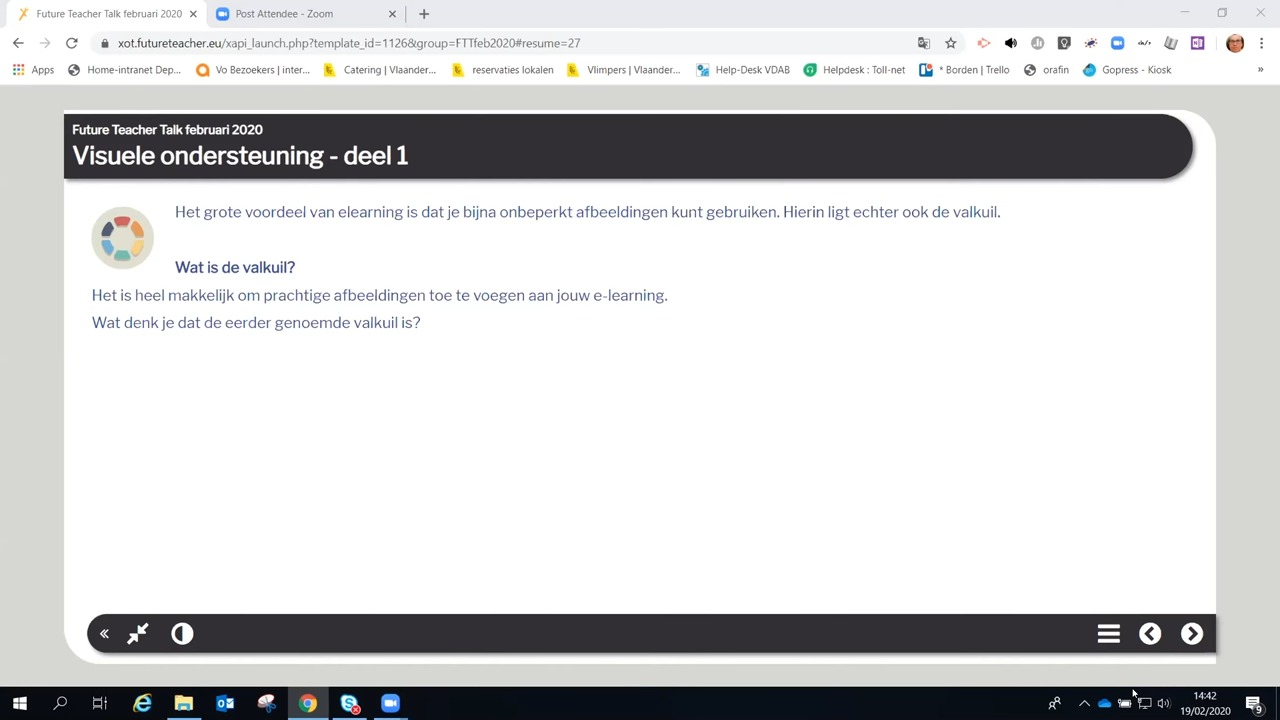 Future Teacher Talk februari 2020
Post Attendee - Zoom
xot.futureteacher.eu/xapi_launch.php?template_id=1126&group=FTTfeb2020#resume=27
Apps
Home-intranet Dep...
Vo Bezoekers | inter...
Catering | Vlaander...
reservaties lokalen
Vlimpers | Vlaander...
Help-Desk VDAB
Helpdesk : Toll-net
* Borden | Trello
orafin
Gopress - Kiosk
»
Future Teacher Talk februari 2020
Visuele ondersteuning - deel 1
Het grote voordeel van elearning is dat je bijna onbeperkt afbeeldingen kunt gebruiken. Hierin ligt echter ook de valkuil.
Wat is de valkuil?
Het is heel makkelijk om prachtige afbeeldingen toe te voegen aan jouw e-learning.
Wat denk je dat de eerder genoemde valkuil is?
14:42
19/02/2020
9